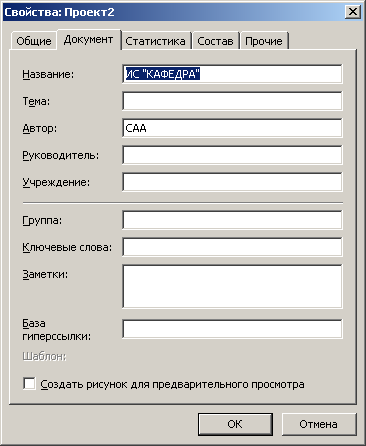 Свойства: Проект2
Общие Документ Статистика Состав Прочие
Название: ИС "КАФЕДРА"
Тема:
Автор: САА
Руководитель:
Учреждение:
Группа:
Ключевые слова:
Заметки:
База
гиперссылки:
Шаблон:
Создать рисунок для предварительного просмотра
ОК Отмена